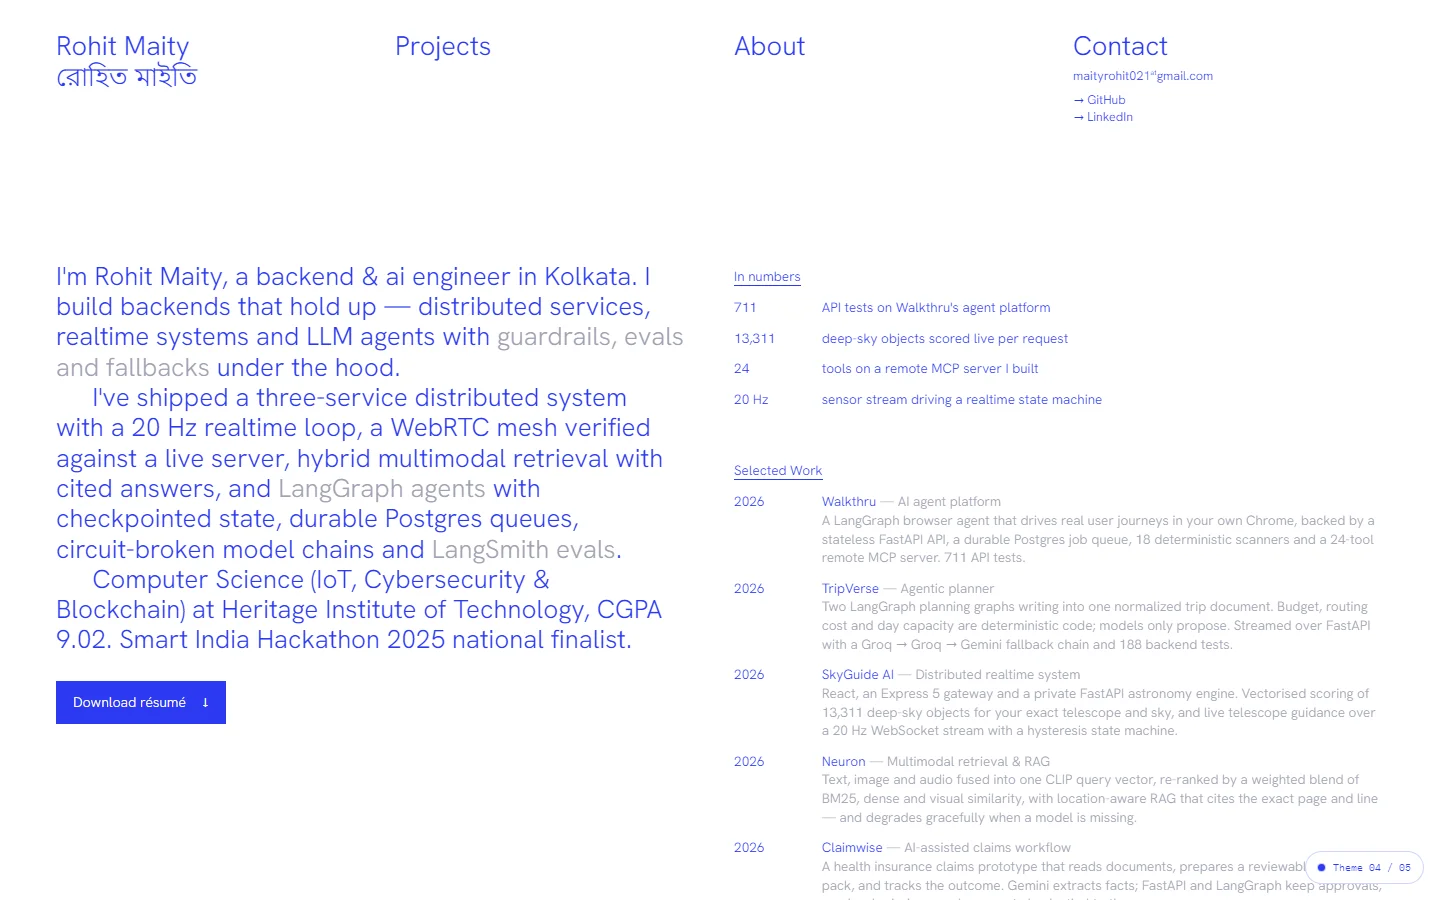 Rohit Maity
রোহিত মাইতি
Projects
About
Contact
maityrohit021atgmail.com
→ GitHub
→ LinkedIn
I'm Rohit Maity, a backend & ai engineer in Kolkata. I
build backends that hold up — distributed services,
realtime systems and LLM agents with guardrails, evals
and fallbacks under the hood.
I've shipped a three-service distributed system
with a 20 Hz realtime loop, a WebRTC mesh verified
against a live server, hybrid multimodal retrieval with
cited answers, and LangGraph agents with
checkpointed state, durable Postgres queues,
circuit-broken model chains and LangSmith evals.
Computer Science (IoT, Cybersecurity &
Blockchain) at Heritage Institute of Technology, CGPA
9.02. Smart India Hackathon 2025 national finalist.
Download résumé ↓
In numbers
711 API tests on Walkthru's agent platform
13,311 deep-sky objects scored live per request
24 tools on a remote MCP server I built
20 Hz sensor stream driving a realtime state machine
Selected Work
2026 Walkthru — AI agent platform
A LangGraph browser agent that drives real user journeys in your own Chrome, backed by a
stateless FastAPI API, a durable Postgres job queue, 18 deterministic scanners and a 24-tool
remote MCP server. 711 API tests.
2026 TripVerse — Agentic planner
Two LangGraph planning graphs writing into one normalized trip document. Budget, routing
cost and day capacity are deterministic code; models only propose. Streamed over FastAPI
with a Groq → Groq → Gemini fallback chain and 188 backend tests.
2026 SkyGuide AI — Distributed realtime system
React, an Express 5 gateway and a private FastAPI astronomy engine. Vectorised scoring of
13,311 deep-sky objects for your exact telescope and sky, and live telescope guidance over
a 20 Hz WebSocket stream with a hysteresis state machine.
2026 Neuron — Multimodal retrieval & RAG
Text, image and audio fused into one CLIP query vector, re-ranked by a weighted blend of
BM25, dense and visual similarity, with location-aware RAG that cites the exact page and line
— and degrades gracefully when a model is missing.
2026 Claimwise — AI-assisted claims workflow
A health insurance claims prototype that reads documents, prepares a
pack, and tracks the outcome. Gemini extracts facts; FastAPI and LangGraph keep approvals,
Theme 04 / 05